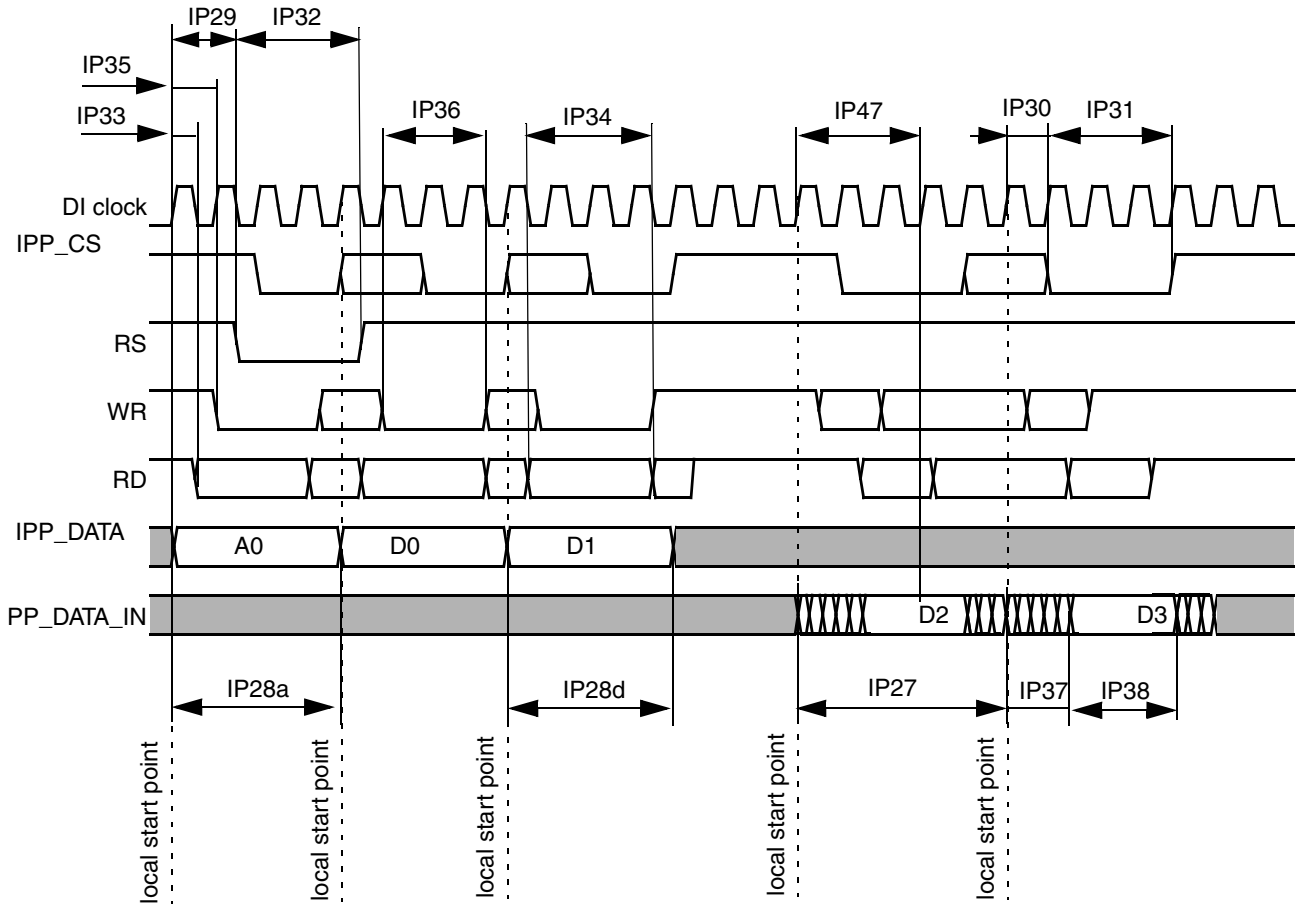 IP29 IP32
IP35
IP33
IP36 IP34 IP47 IP30 IP31
DI clock
IPP_CS
RS
WR
RD
IPP_DATA A0 D0 D1
PP_DATA_IN D2 D3
IP28a IP28d IP27 IP37 IP38
local start point
local start point
local start point
local start point
local start point